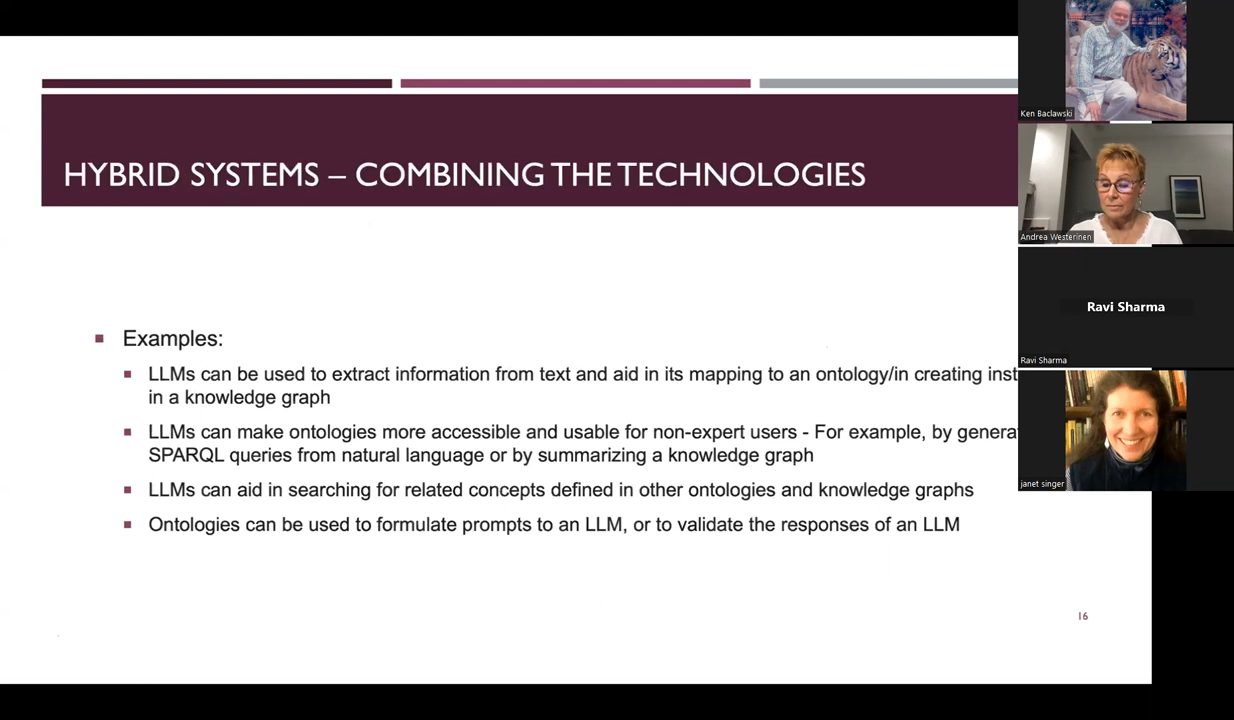 HYBRID SYSTEMS – COMBINING THE TECHNOLOGIES
Examples:
LLMs can be used to extract information from text and aid in its mapping to an ontology/in creating
in a knowledge graph
LLMs can make ontologies more accessible and usable for non-expert users - For example, by
SPARQL queries from natural language or by summarizing a knowledge graph
LLMs can aid in searching for related concepts defined in other ontologies and knowledge graphs
Ontologies can be used to formulate prompts to an LLM, or to validate the responses of an LLM
16
Ken Baclawski
Andrea Westerinen
Ravi Sharma
Ravi Sharma
janet singer